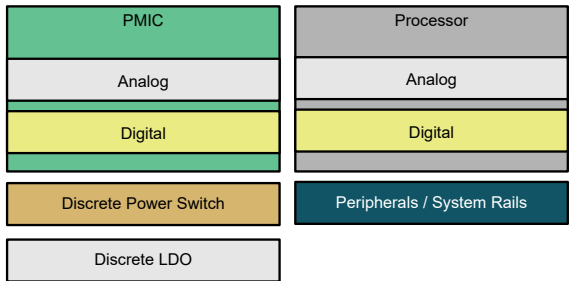 PMIC
Analog
Digital
Discrete Power Switch
Discrete LDO
Processor
Analog
Digital
Peripherals / System Rails